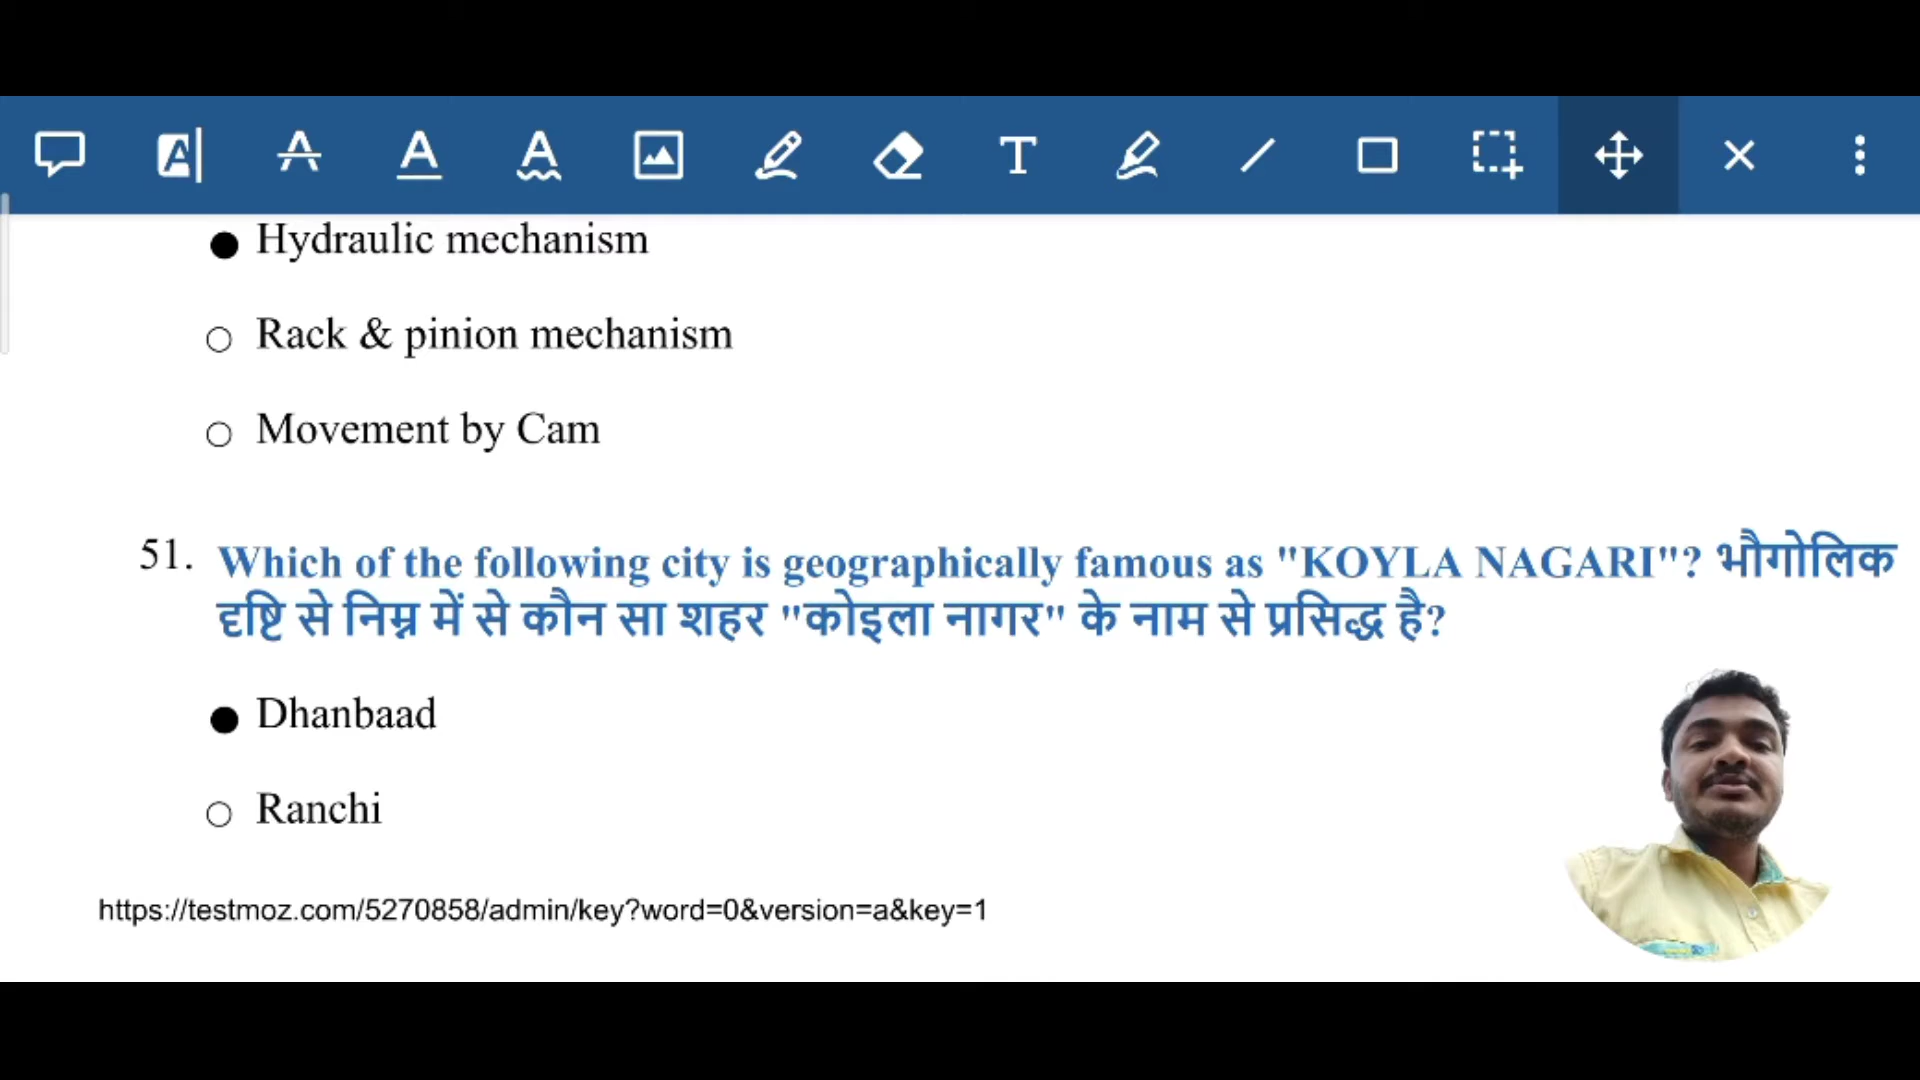 Hydraulic mechanism
Rack & pinion mechanism
Movement by Cam
51. Which of the following city is geographically famous as "KOYLA NAGARI"? भौगोलिक
दृष्टि से निम्न में से कौन सा शहर "कोइला नागर" के नाम से प्रसिद्ध है?
Dhanbaad
Ranchi
https://testmoz.com/5270858/admin/key?word=0&version=a&key=1